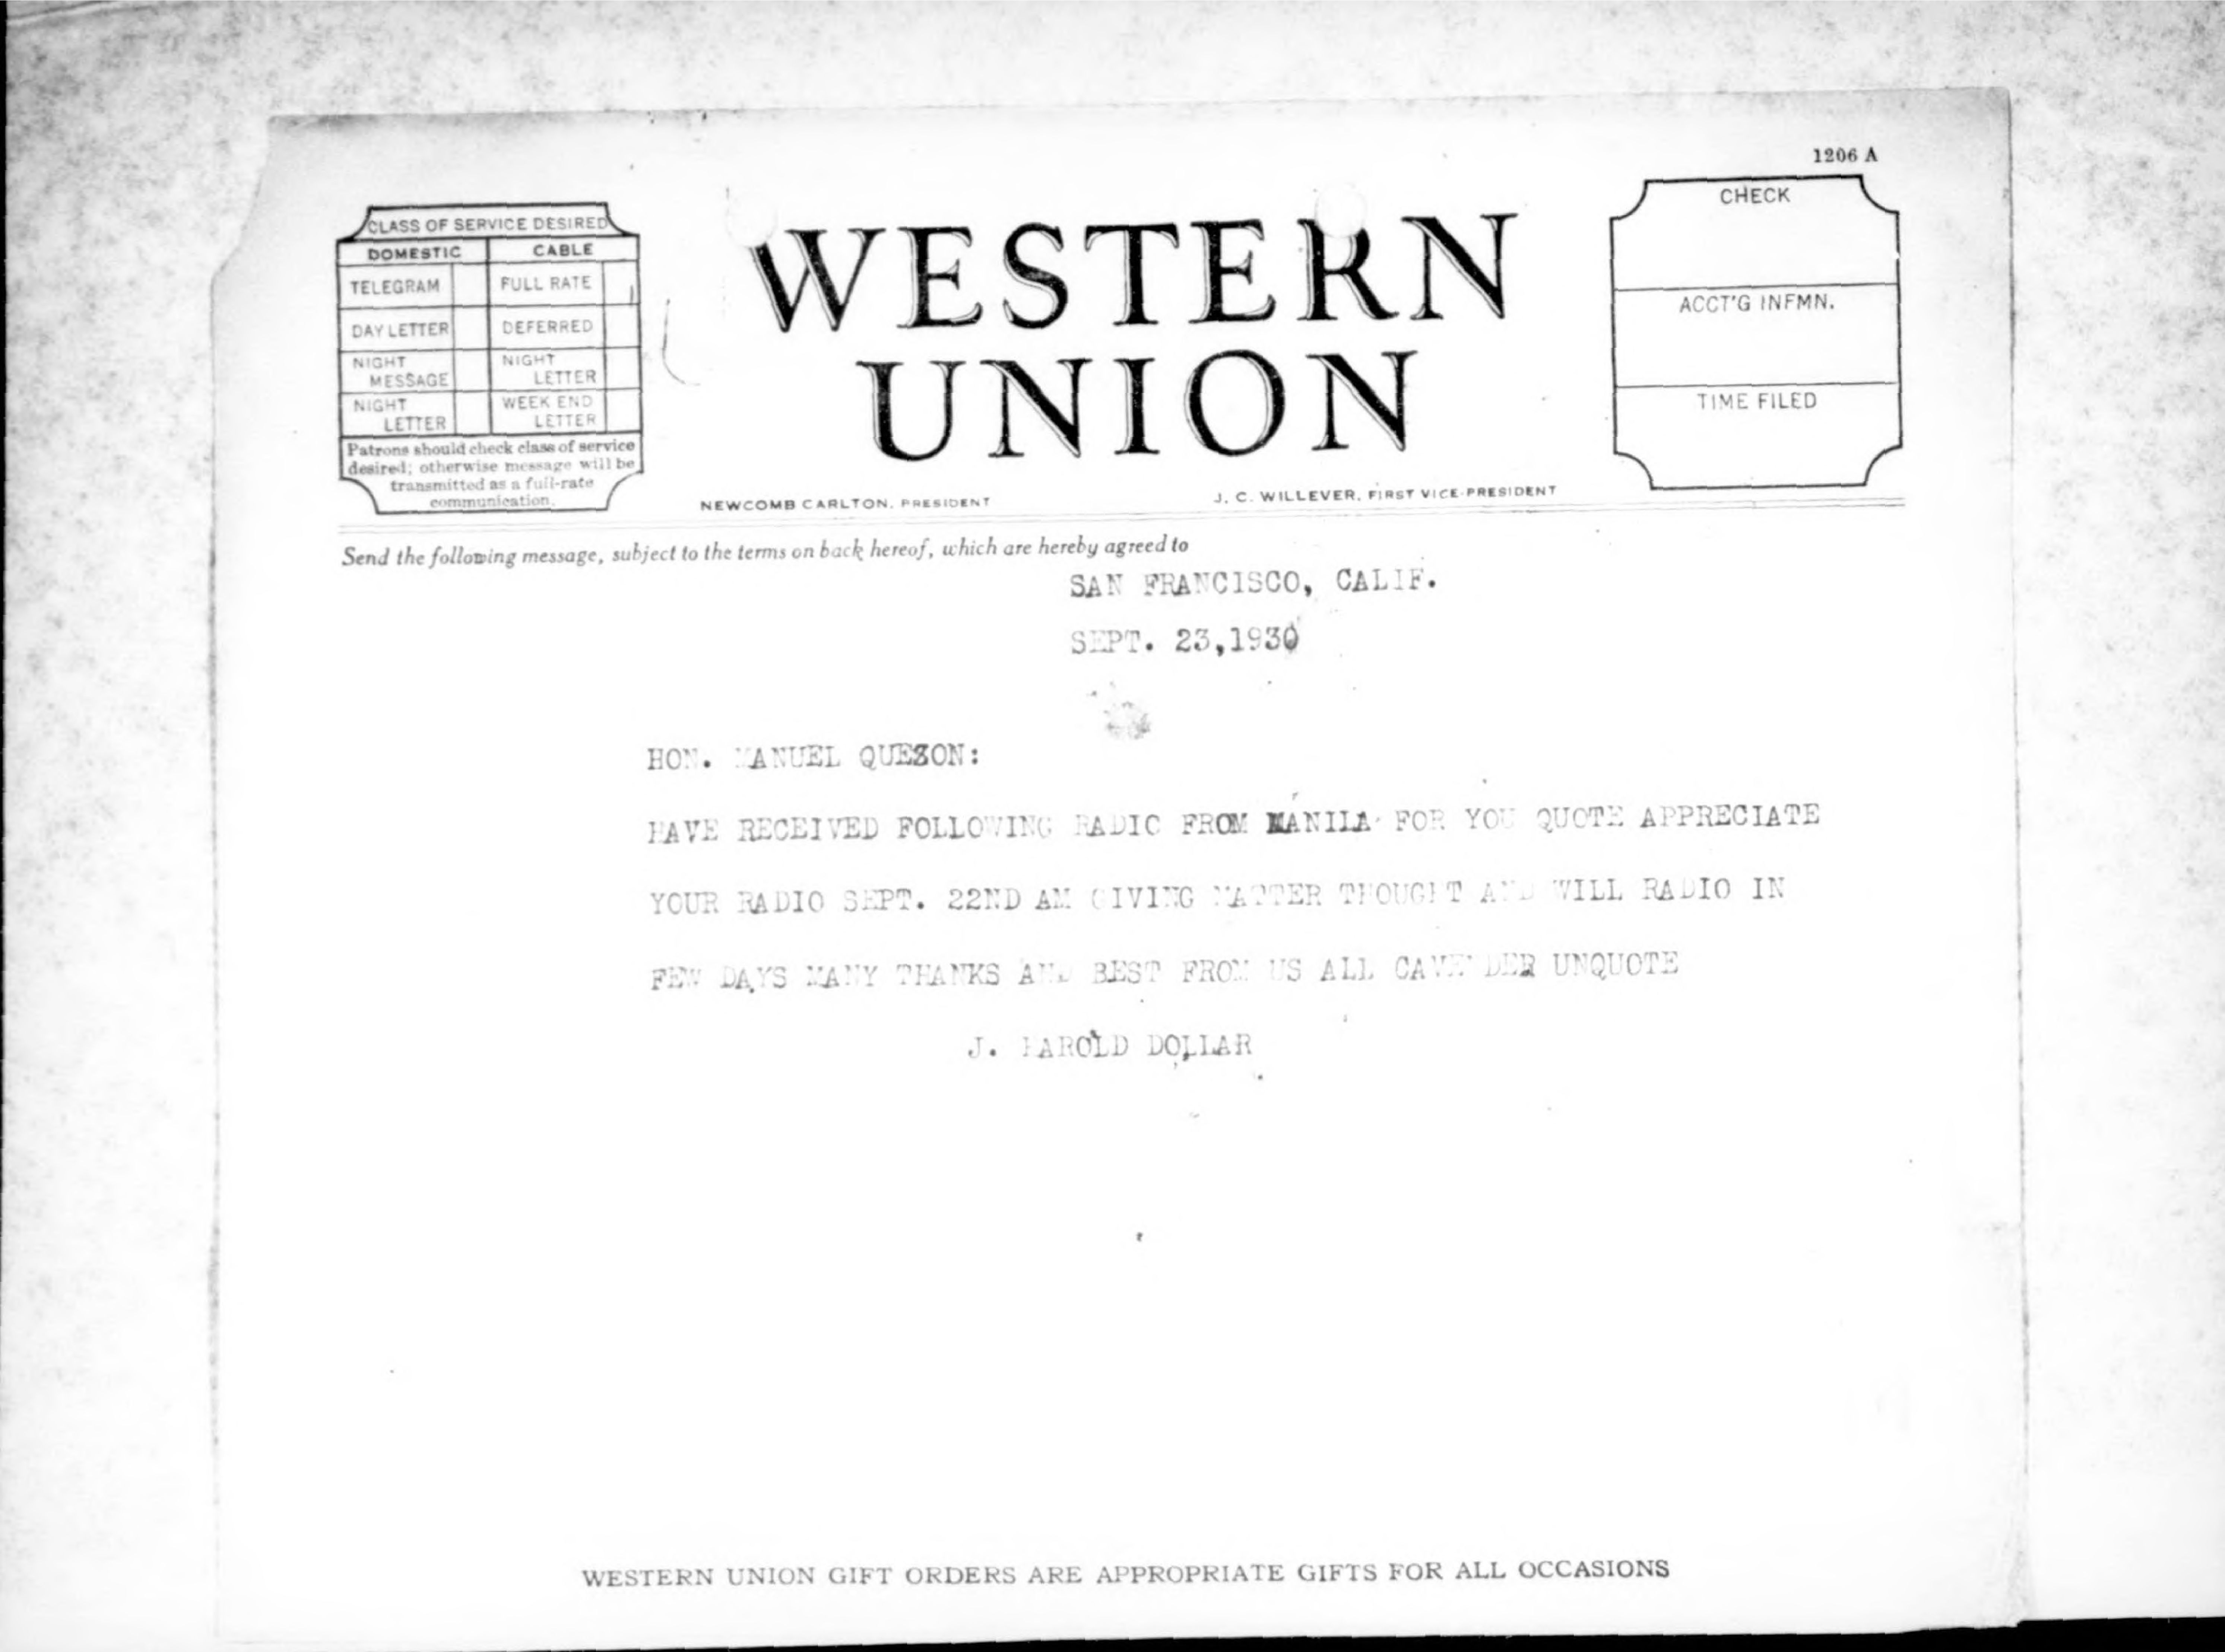 1206 A
CLASS OF SERVICE DESIRED
DOMESTIC CABLE
TELEGRAM FULL RATE
DAY LETTER DEFERRED
NIGHT MESSAGE NIGHT LETTER
NIGHT LETTER WEEK END LETTER
Patrons should check class of service
desired; otherwise message will be
transmitted as a full-rate
communication.
WESTERN
UNION
NEWCOMB CARLTON, PRESIDENT J. C. WILLEVER, FIRST VICE-PRESIDENT
CHECK
ACCT'G INFMN.
TIME FILED
Send the following message, subject to the terms on back hereof, which are hereby agreed to
SAN FRANCISCO, CALIF.
SEPT. 23,1930
HON. MANUEL QUEZON:
HAVE RECEIVED FOLLOWING RADIO FROM MANILA FOR YOU QUOTE APPRECIATE
YOUR RADIO SEPT. 22ND AM GIVING MATTER THOUGHT AND WILL RADIO IN
FEW DAYS MANY THANKS AND BEST FROM US ALL CAVENDER UNQUOTE
J. HAROLD DOLLAR
WESTERN UNION GIFT ORDERS ARE APPROPRIATE GIFTS FOR ALL OCCASIONS